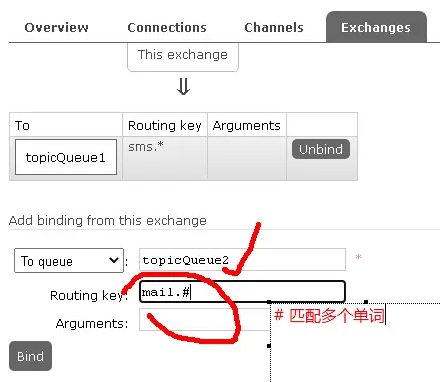 Overview Connections Channels Exchanges
This exchange
⇓
To Routing key Arguments
topicQueue1 sms.* Unbind
Add binding from this exchange
To queue : topicQueue2 *
Routing key: mail.#
Arguments:
# 匹配多个单词
Bind